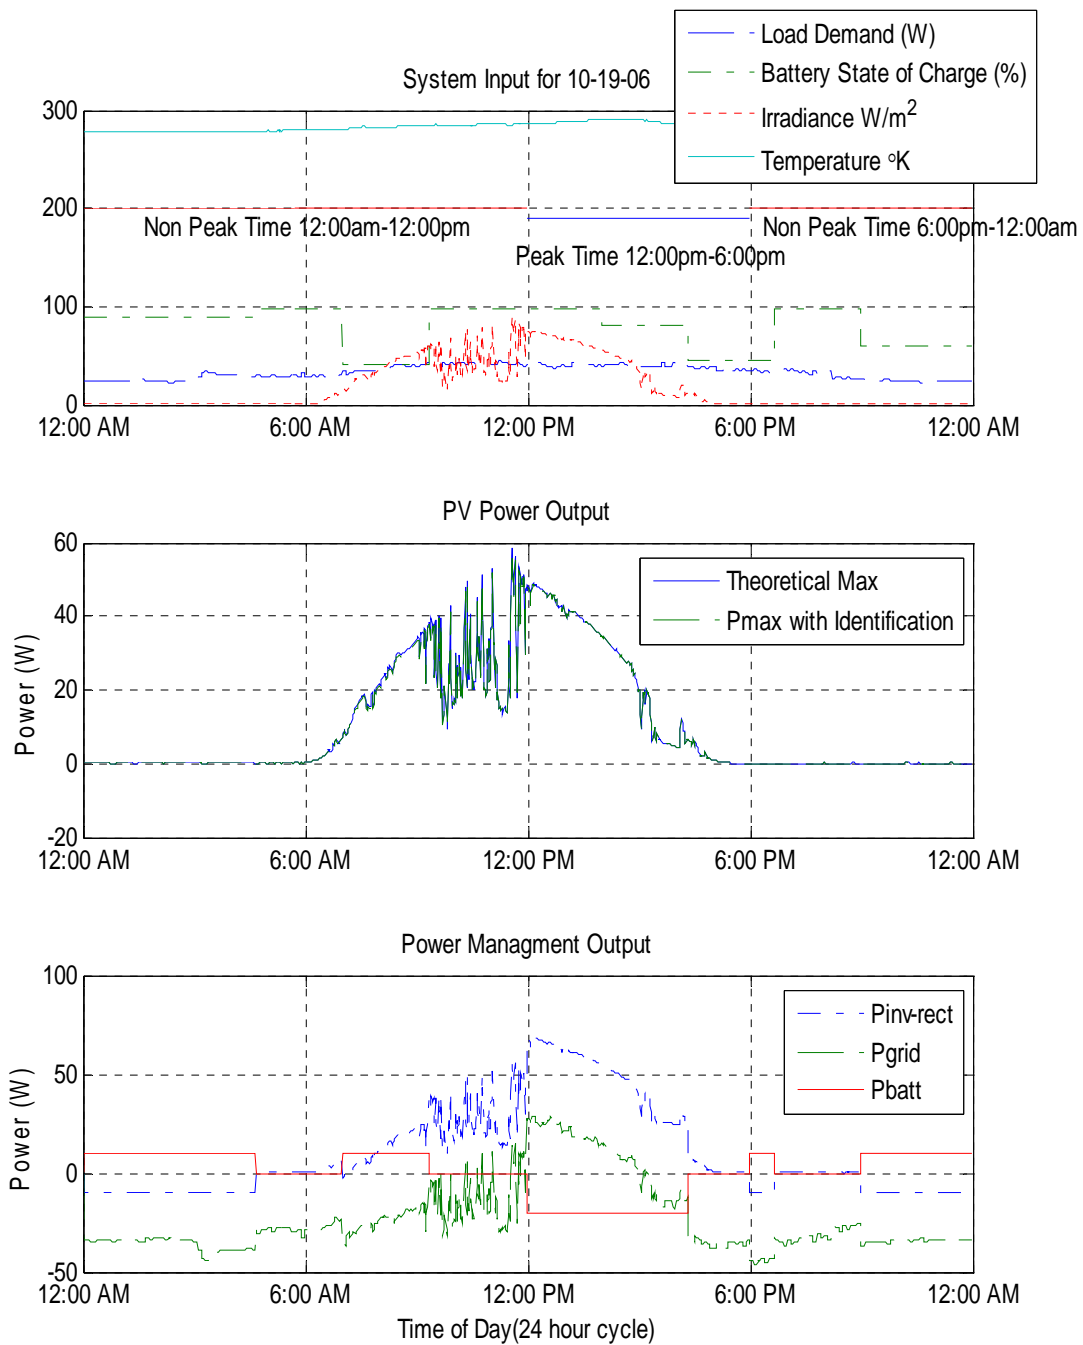 System Input for 10-19-06
Load Demand (W)
Battery State of Charge (%)
Irradiance W/m2
Temperature oK
300
200
100
0
Non Peak Time 12:00am-12:00pm
Peak Time 12:00pm-6:00pm
Non Peak Time 6:00pm-12:00am
12:00 AM 6:00 AM 12:00 PM 6:00 PM 12:00 AM
PV Power Output
Theoretical Max
Pmax with Identification
Power (W)
60
40
20
0
-20
12:00 AM 6:00 AM 12:00 PM 6:00 PM 12:00 AM
Power Managment Output
Pinv-rect
Pgrid
Pbatt
Power (W)
100
50
0
-50
12:00 AM 6:00 AM 12:00 PM 6:00 PM 12:00 AM
Time of Day(24 hour cycle)